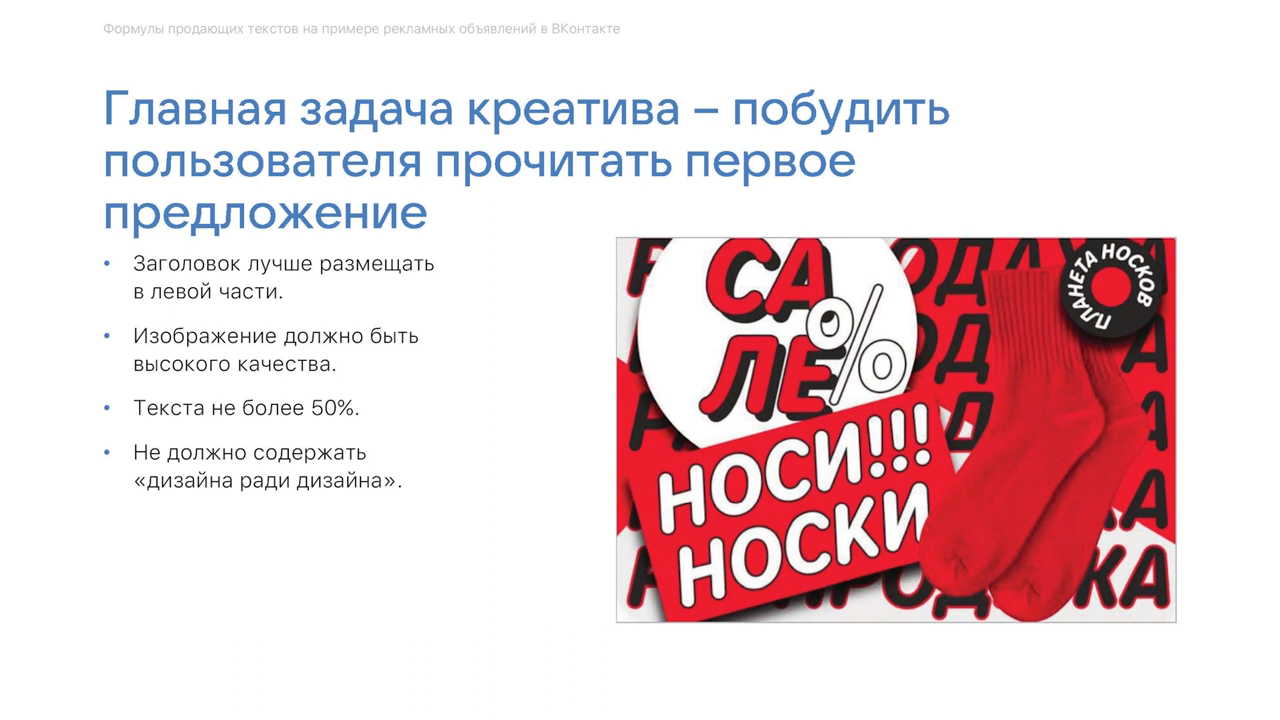 Формулы продающих текстов на примере рекламных объявлений в ВКонтакте
Главная задача креатива – побудить
пользователя прочитать первое
предложение
• Заголовок лучше размещать
в левой части.
• Изображение должно быть
высокого качества.
• Текста не более 50%.
• Не должно содержать
«дизайна ради дизайна».
СА
ЛЕ%
НОСИ!!!
НОСКИ
ПЛАНЕТА НОСКОВ